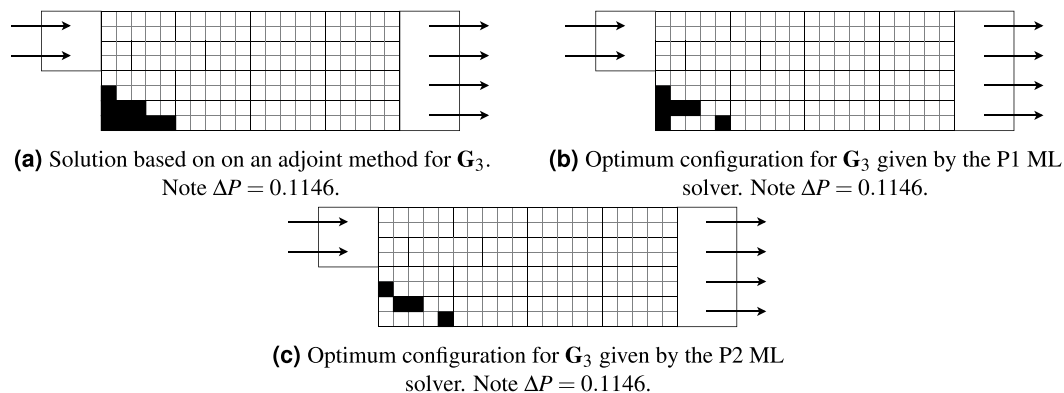 (a) Solution based on on an adjoint method for G₃.
Note ΔP = 0.1146.
(b) Optimum configuration for G₃ given by the P1 ML
solver. Note ΔP = 0.1146.
(c) Optimum configuration for G₃ given by the P2 ML
solver. Note ΔP = 0.1146.